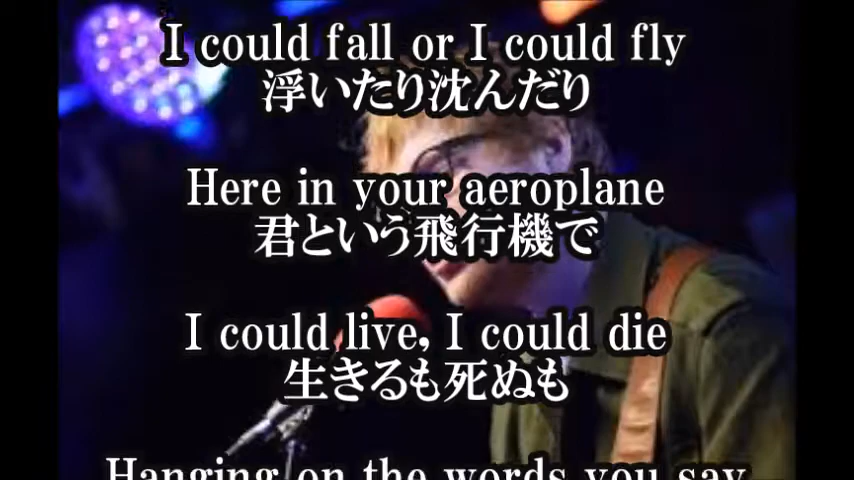 I could fall or I could fly
浮いたり沈んだり
Here in your aeroplane
君という飛行機で
I could live, I could die
生きるも死ぬも
Hanging on the words you say